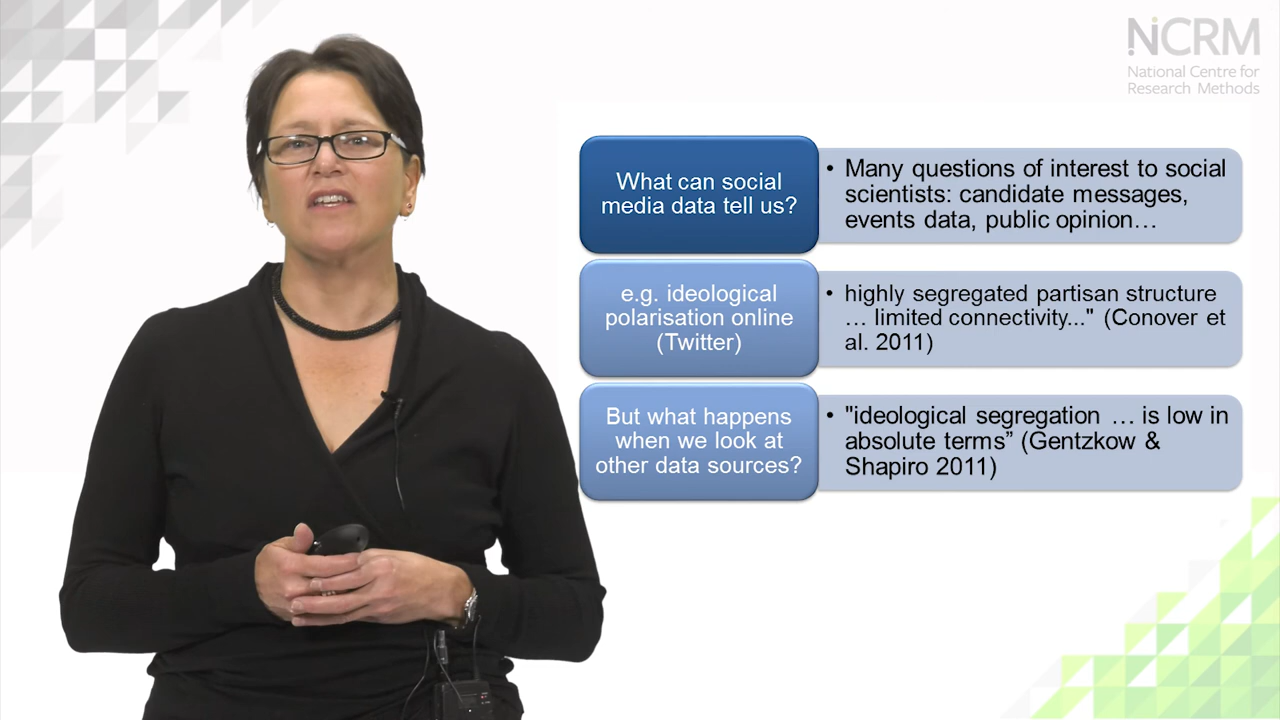 NCRM
National Centre for
Research Methods
What can social
media data tell us?
• Many questions of interest to social
scientists: candidate messages,
events data, public opinion…
e.g. ideological
polarisation online
(Twitter)
• highly segregated partisan structure
… limited connectivity..." (Conover et
al. 2011)
But what happens
when we look at
other data sources?
• "ideological segregation … is low in
absolute terms” (Gentzkow &
Shapiro 2011)